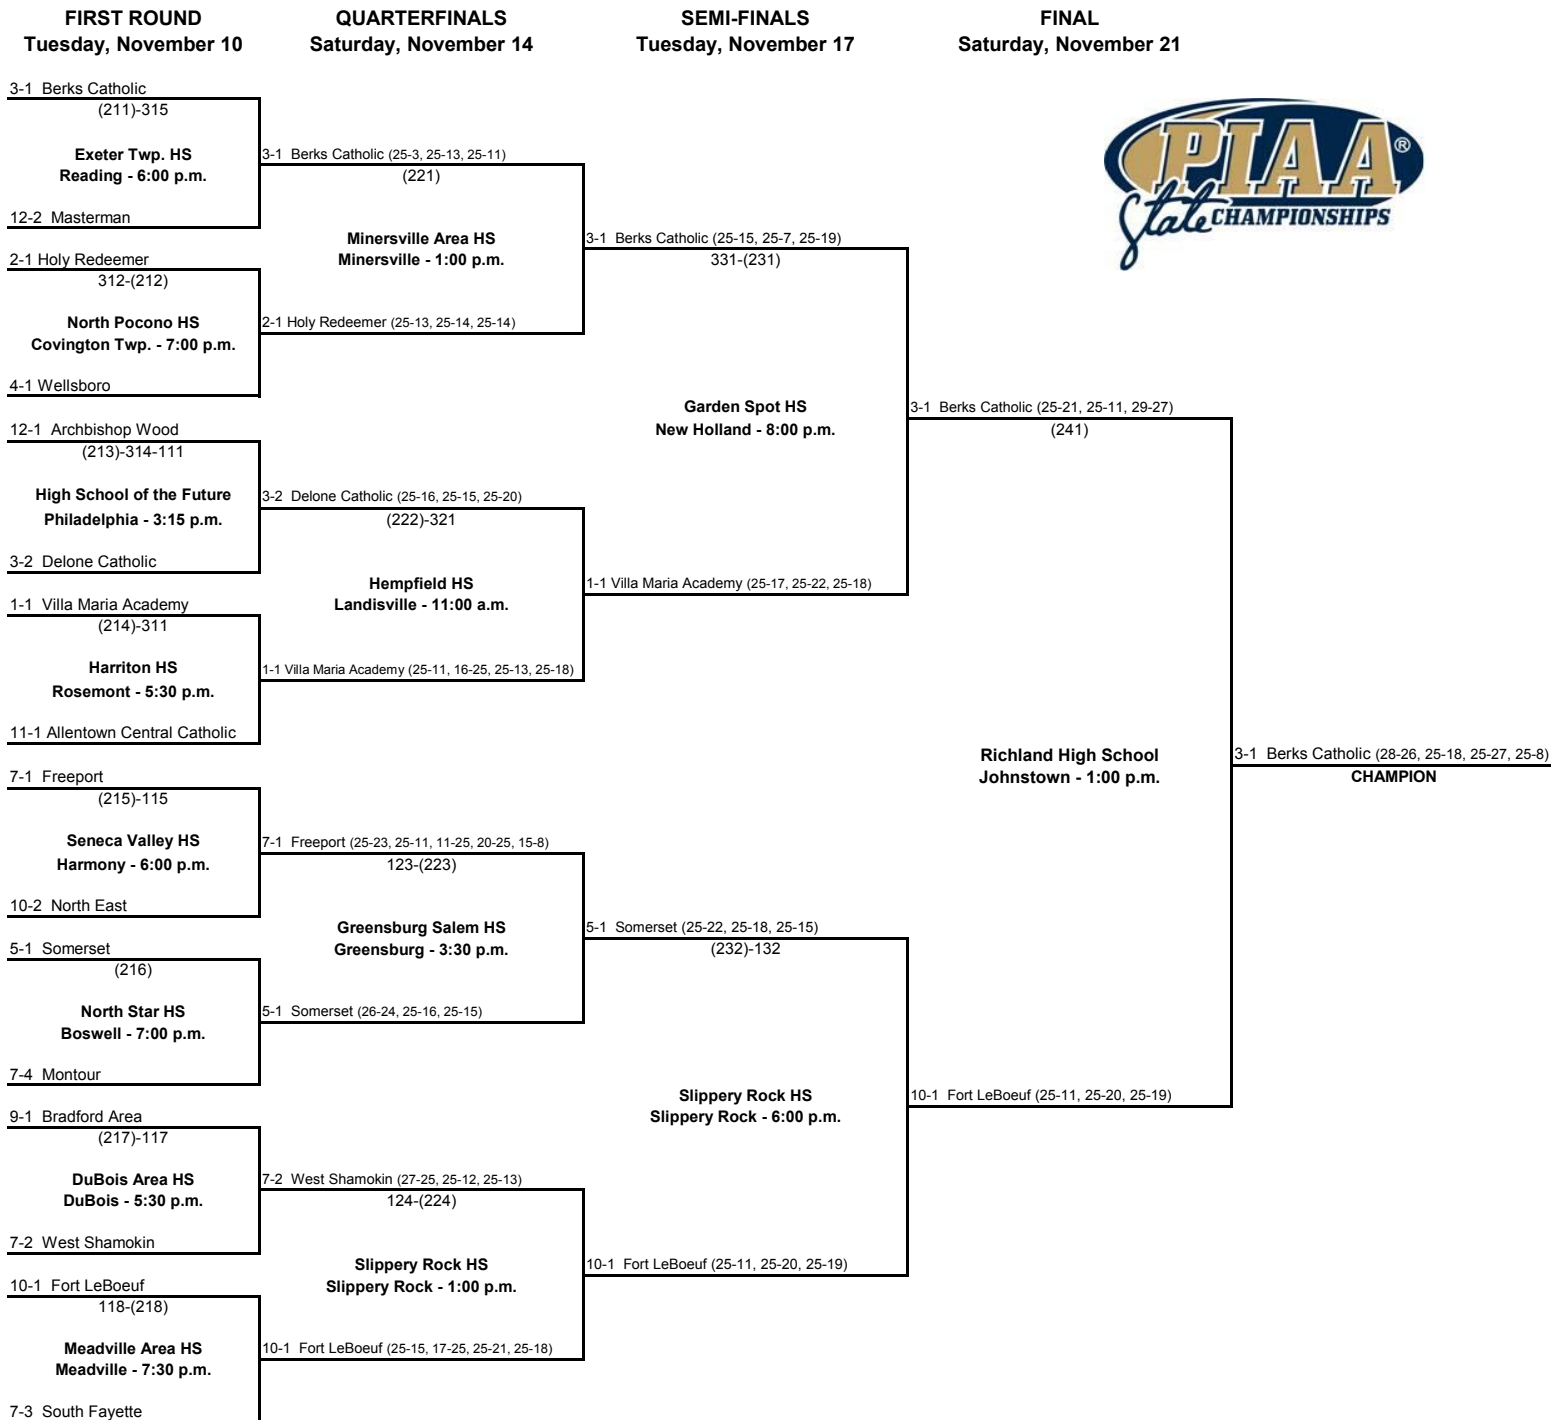 FIRST ROUND
Tuesday, November 10
QUARTERFINALS
Saturday, November 14
SEMI-FINALS
Tuesday, November 17
FINAL
Saturday, November 21
PIAA®
State CHAMPIONSHIPS
3-1 Berks Catholic
(211)-315
Exeter Twp. HS
Reading - 6:00 p.m.
12-2 Masterman
2-1 Holy Redeemer
312-(212)
North Pocono HS
Covington Twp. - 7:00 p.m.
4-1 Wellsboro
12-1 Archbishop Wood
(213)-314-111
High School of the Future
Philadelphia - 3:15 p.m.
3-2 Delone Catholic
1-1 Villa Maria Academy
(214)-311
Harriton HS
Rosemont - 5:30 p.m.
11-1 Allentown Central Catholic
7-1 Freeport
(215)-115
Seneca Valley HS
Harmony - 6:00 p.m.
10-2 North East
5-1 Somerset
(216)
North Star HS
Boswell - 7:00 p.m.
7-4 Montour
9-1 Bradford Area
(217)-117
DuBois Area HS
DuBois - 5:30 p.m.
7-2 West Shamokin
10-1 Fort LeBoeuf
118-(218)
Meadville Area HS
Meadville - 7:30 p.m.
7-3 South Fayette
3-1 Berks Catholic (25-3, 25-13, 25-11)
(221)
Minersville Area HS
Minersville - 1:00 p.m.
2-1 Holy Redeemer (25-13, 25-14, 25-14)
3-2 Delone Catholic (25-16, 25-15, 25-20)
(222)-321
Hempfield HS
Landisville - 11:00 a.m.
1-1 Villa Maria Academy (25-11, 16-25, 25-13, 25-18)
7-1 Freeport (25-23, 25-11, 11-25, 20-25, 15-8)
123-(223)
Greensburg Salem HS
Greensburg - 3:30 p.m.
5-1 Somerset (26-24, 25-16, 25-15)
7-2 West Shamokin (27-25, 25-12, 25-13)
124-(224)
Slippery Rock HS
Slippery Rock - 1:00 p.m.
10-1 Fort LeBoeuf (25-15, 17-25, 25-21, 25-18)
3-1 Berks Catholic (25-15, 25-7, 25-19)
331-(231)
Garden Spot HS
New Holland - 8:00 p.m.
1-1 Villa Maria Academy (25-17, 25-22, 25-18)
5-1 Somerset (25-22, 25-18, 25-15)
(232)-132
Slippery Rock HS
Slippery Rock - 6:00 p.m.
10-1 Fort LeBoeuf (25-11, 25-20, 25-19)
3-1 Berks Catholic (25-21, 25-11, 29-27)
(241)
Richland High School
Johnstown - 1:00 p.m.
10-1 Fort LeBoeuf (25-11, 25-20, 25-19)
3-1 Berks Catholic (28-26, 25-18, 25-27, 25-8)
CHAMPION